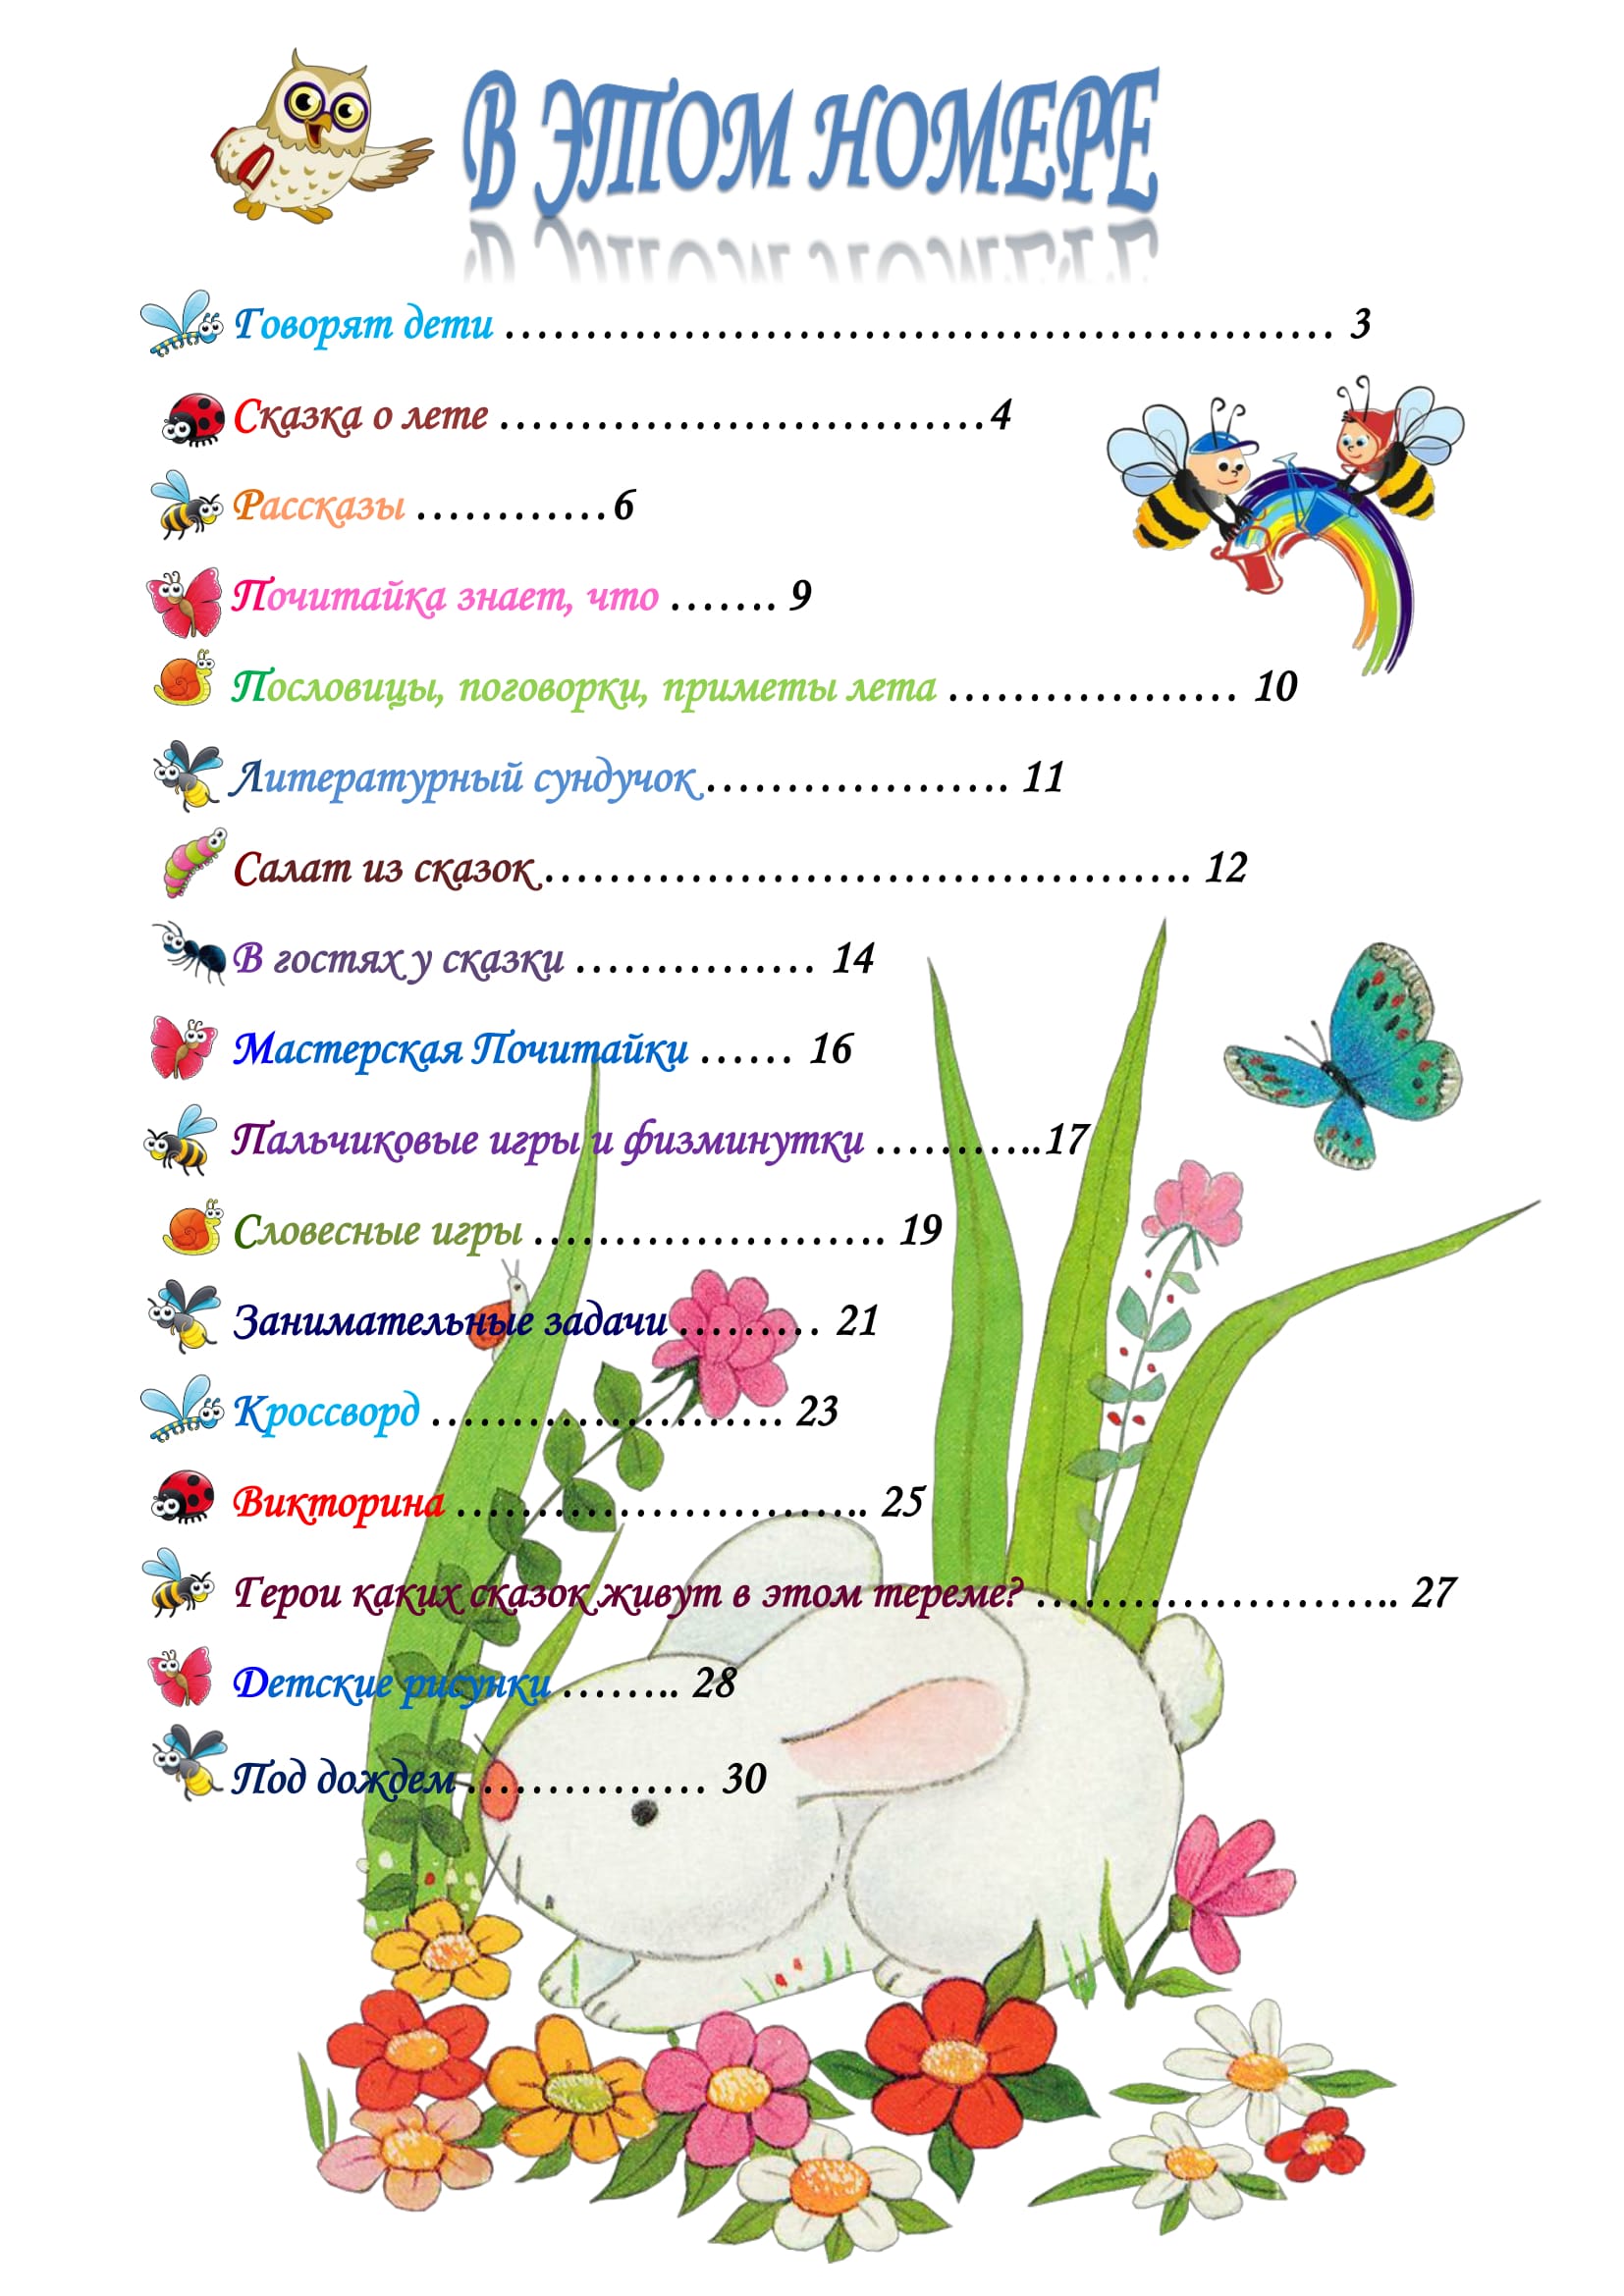 В ЭТОМ НОМЕРЕ
Говорят дети ……………………………………………… 3
Сказка о лете …………………………4
Рассказы …………6
Почитайка знает, что ……. 9
Пословицы, поговорки, приметы лета ……………… 10
Литературный сундучок………………. 11
Салат из сказок…………………………………. 12
В гостях у сказки …………… 14
Мастерская Почитайки …… 16
Пальчиковые игры и физминутки ………..17
Словесные игры …………………. 19
Занимательные задачи ……… 21
Кроссворд …………………. 23
Викторина …………………….. 25
Герои каких сказок живут в этом тереме? ………………….. 27
Детские рисунки …….. 28
Под дождем …………… 30